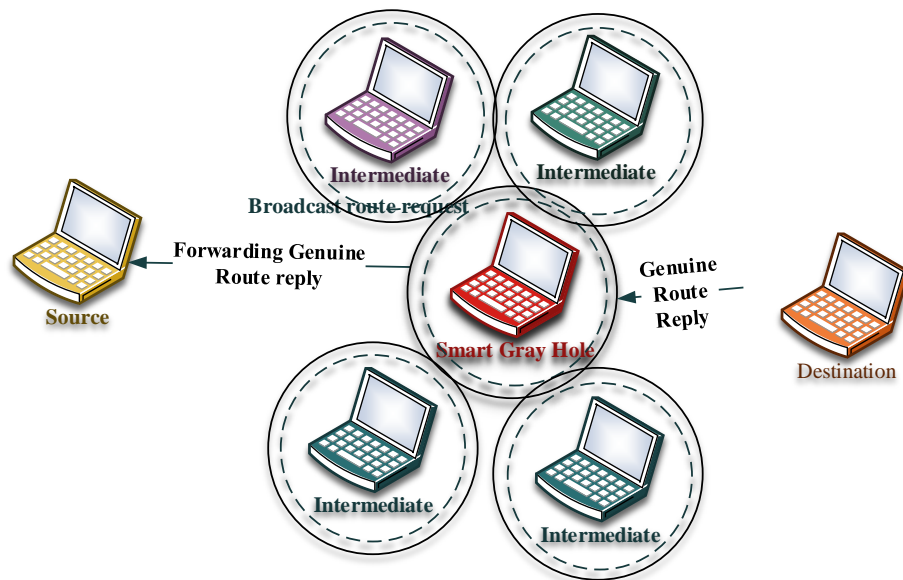 Intermediate
Intermediate
Broadcast route request
Forwarding Genuine
Route reply
Genuine
Route
Reply
Source
Smart Gray Hole
Destination
Intermediate
Intermediate